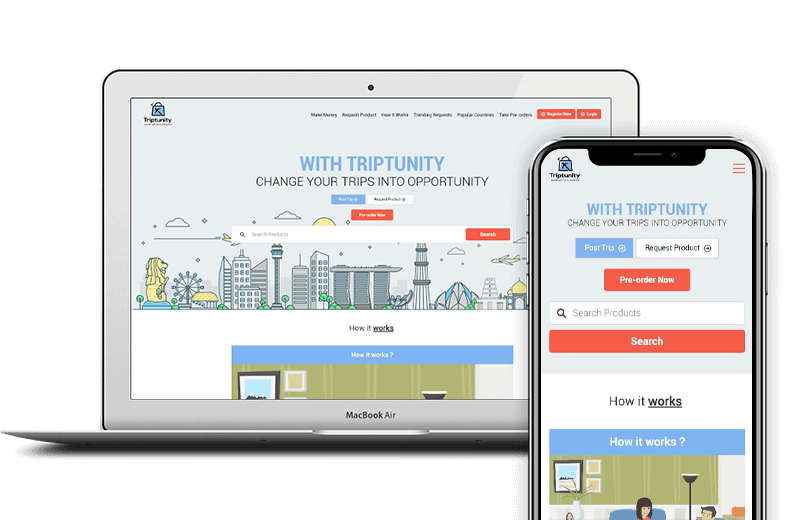 Triptunity
Make Money Request Product How It Works Trending Requests Popular Countries Take Pre-orders Register Now Login
WITH TRIPTUNITY
CHANGE YOUR TRIPS INTO OPPORTUNITY
Post Trip Request Product
Pre-order Now
Search Products Search
How it works
How it works ?
MacBook Air
Triptunity
WITH TRIPTUNITY
CHANGE YOUR TRIPS INTO OPPORTUNITY
Post Trip Request Product
Pre-order Now
Search Products
Search
How it works
How it works ?